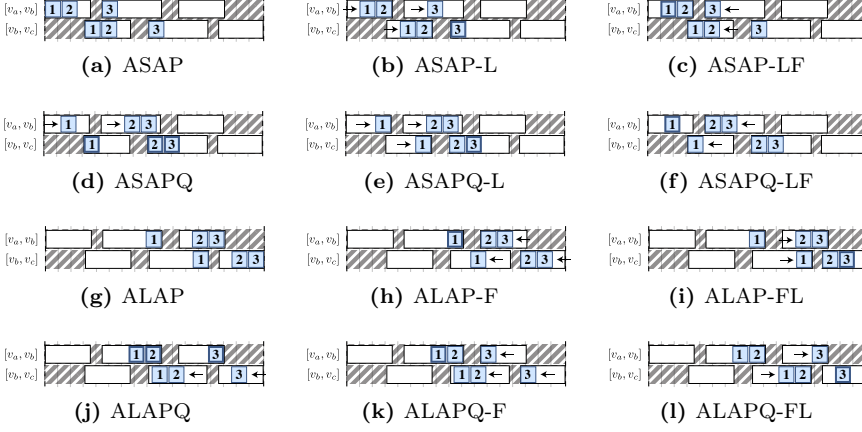 [v_a, v_b] 1 2 3 [v_a, v_b] 1 2 3 [v_a, v_b] 1 2 3
[v_b, v_c] 1 2 3 [v_b, v_c] 1 2 3 [v_b, v_c] 1 2 3
(a) ASAP (b) ASAP-L (c) ASAP-LF
[v_a, v_b] 1 2 3 [v_a, v_b] 1 2 3 [v_a, v_b] 1 2 3
[v_b, v_c] 1 2 3 [v_b, v_c] 1 2 3 [v_b, v_c] 1 2 3
(d) ASAPQ (e) ASAPQ-L (f) ASAPQ-LF
[v_a, v_b] 1 2 3 [v_a, v_b] 1 2 3 [v_a, v_b] 1 2 3
[v_b, v_c] 1 2 3 [v_b, v_c] 1 2 3 [v_b, v_c] 1 2 3
(g) ALAP (h) ALAP-F (i) ALAP-FL
[v_a, v_b] 1 2 3 [v_a, v_b] 1 2 3 [v_a, v_b] 1 2 3
[v_b, v_c] 1 2 3 [v_b, v_c] 1 2 3 [v_b, v_c] 1 2 3
(j) ALAPQ (k) ALAPQ-F (l) ALAPQ-FL